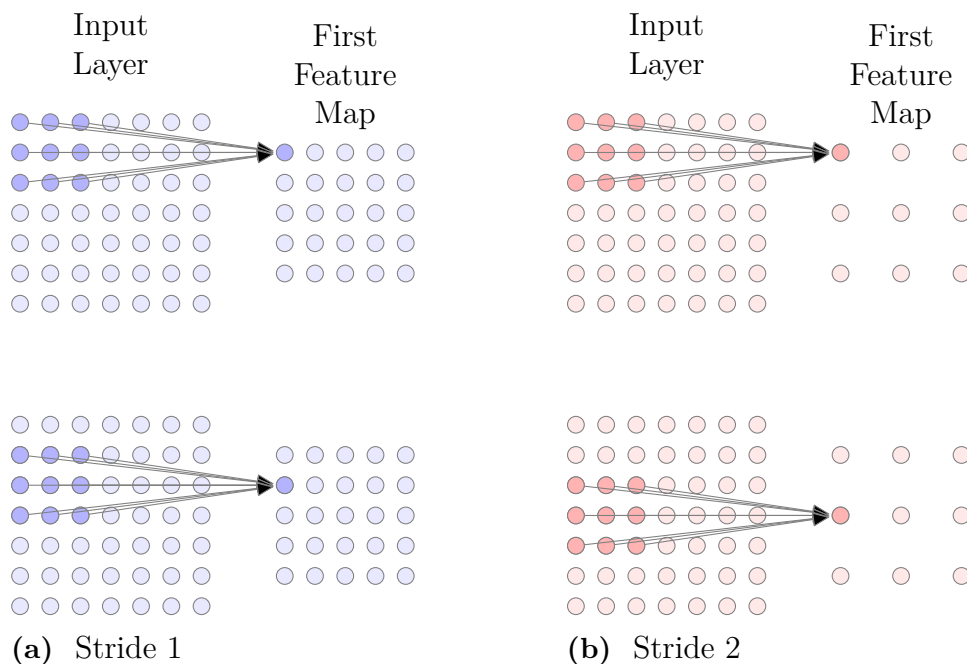 Input
Layer
First
Feature
Map
Input
Layer
First
Feature
Map
(a) Stride 1
(b) Stride 2